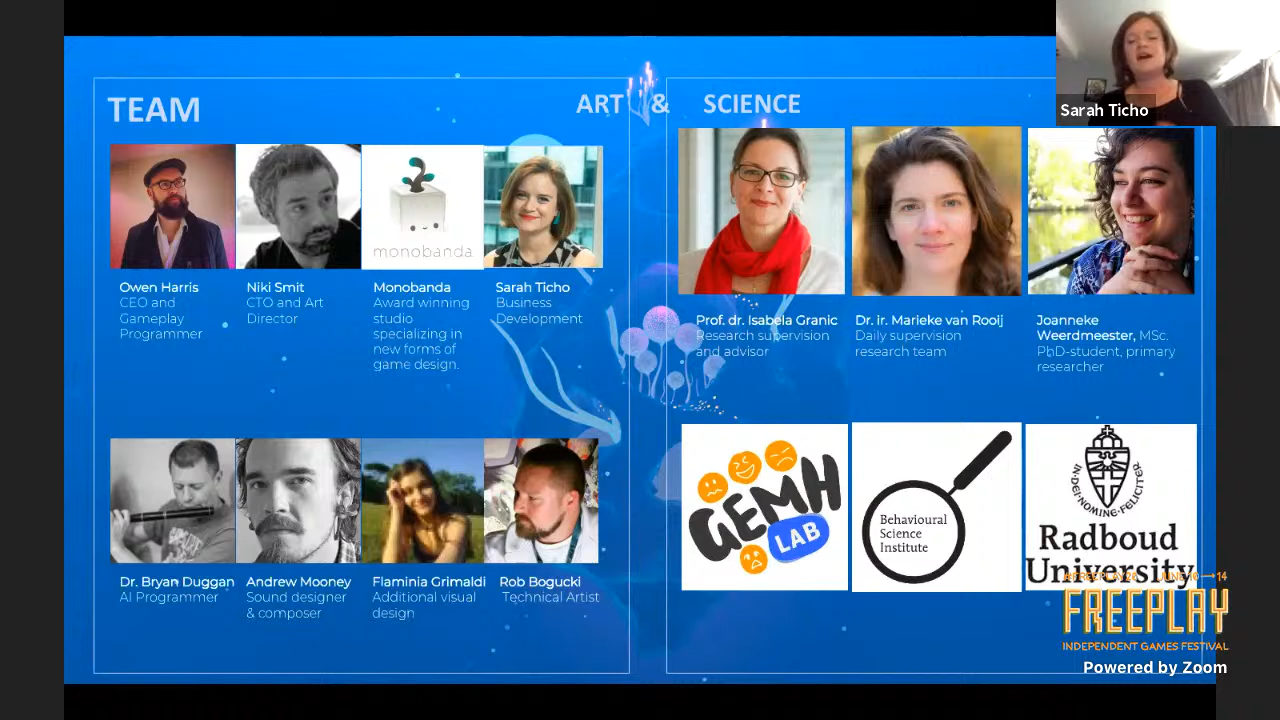 TEAM
ART & SCIENCE
Sarah Ticho
monobanda
Owen Harris
CEO and
Gameplay
Programmer
Niki Smit
CTO and Art
Director
Monobanda
Award winning
studio
specializing in
new forms of
game design.
Sarah Ticho
Business
Development
Prof. dr. Isabela Granic
Research supervision
and advisor
Dr. ir. Marieke van Rooij
Daily supervision
research team
Joanneke
Weerdmeester, MSc.
PhD-student, primary
researcher
Dr. Bryan Duggan
AI Programmer
Andrew Mooney
Sound designer
& composer
Flaminia Grimaldi
Additional visual
design
Rob Bogucki
Technical Artist
GEMH
LAB
Behavioural
Science
Institute
IN·DEI·NOMINE·FELICITER
Radboud
University
JUNE 10 → 14
FREEPLAY
INDEPENDENT GAMES FESTIVAL
Powered by Zoom